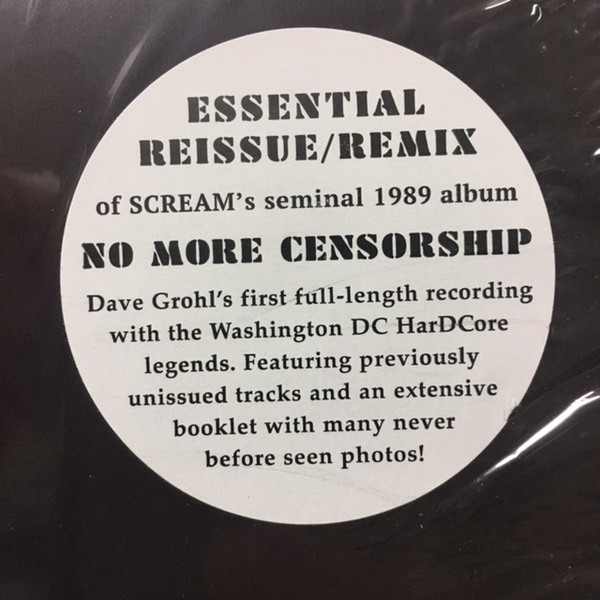 ESSENTIAL
REISSUE/REMIX
of SCREAM's seminal 1989 album
NO MORE CENSORSHIP
Dave Grohl's first full-length recording
with the Washington DC HarDCore
legends. Featuring previously
unissued tracks and an extensive
booklet with many never
before seen photos!